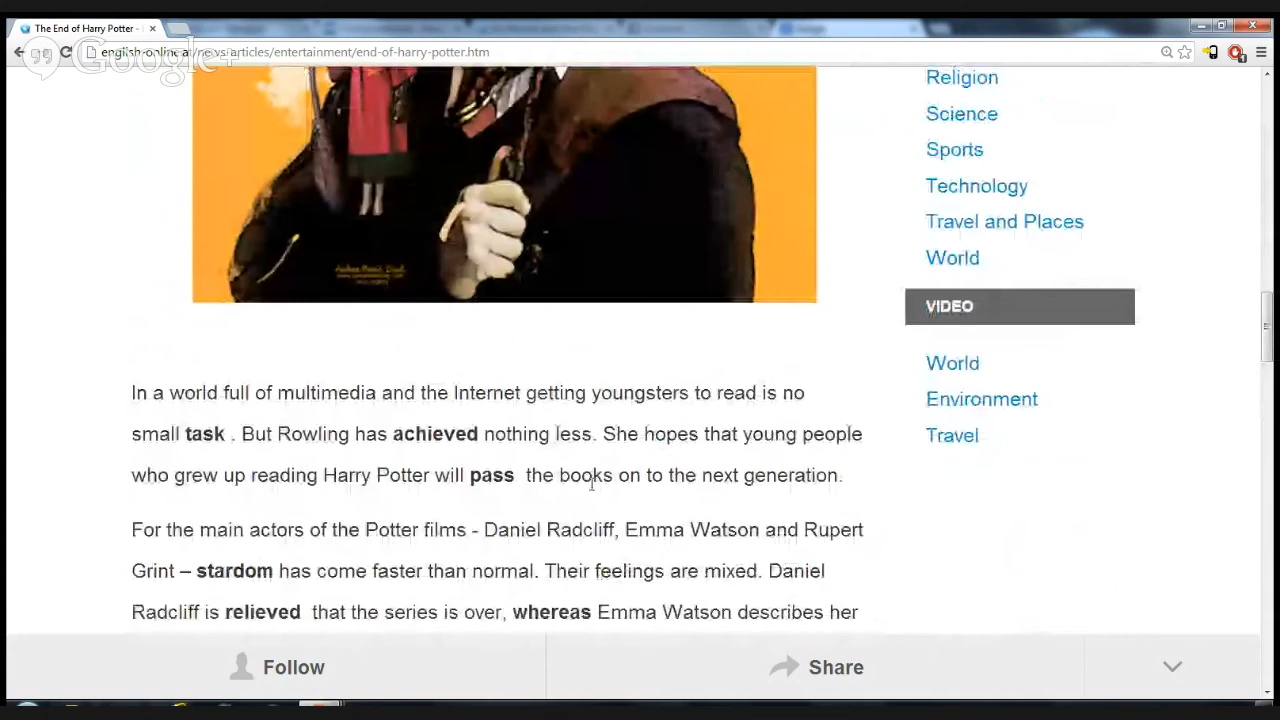 The End of Harry Potter -
Google+
english-online.at/news/articles/entertainment/end-of-harry-potter.htm
Religion
Science
Sports
Technology
Travel and Places
World
VIDEO
World
Environment
Travel
In a world full of multimedia and the Internet getting youngsters to read is no
small task . But Rowling has achieved nothing less. She hopes that young people
who grew up reading Harry Potter will pass the books on to the next generation.
For the main actors of the Potter films - Daniel Radcliff, Emma Watson and Rupert
Grint – stardom has come faster than normal. Their feelings are mixed. Daniel
Radcliff is relieved that the series is over, whereas Emma Watson describes her
Follow
Share